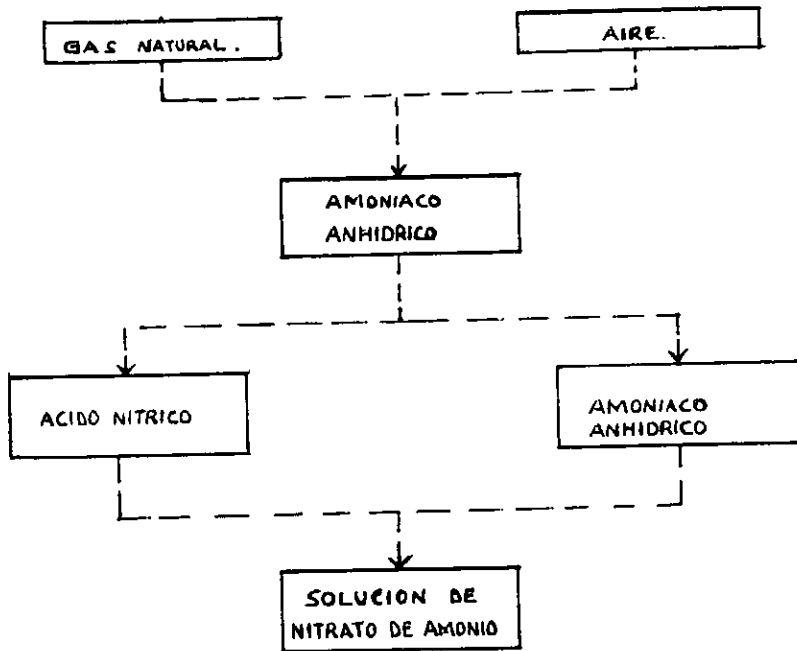 GAS NATURAL.
AIRE.
AMONIACO
ANHIDRICO
ACIDO NITRICO
AMONIACO
ANHIDRICO
SOLUCION DE
NITRATO DE AMONIO